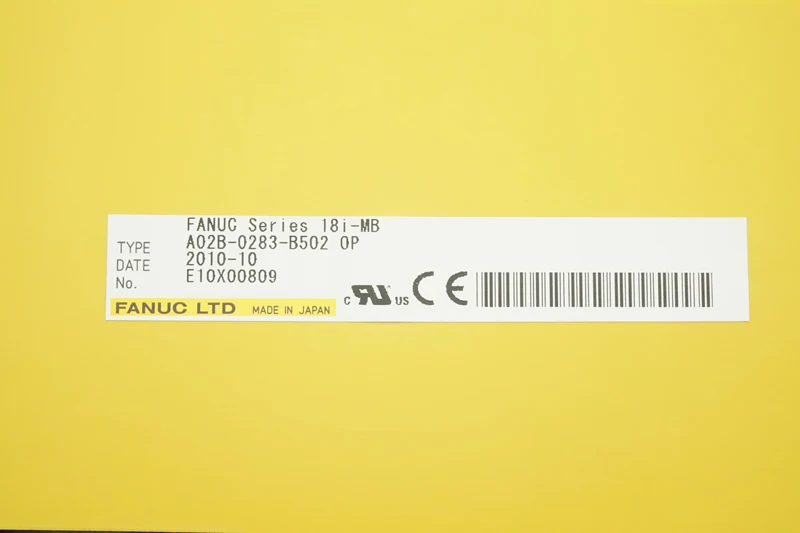 FANUC Series 18i-MB
TYPE A02B-0283-B502 OP
DATE 2010-10
No. E10X00809
FANUC LTD MADE IN JAPAN
c RU US CE